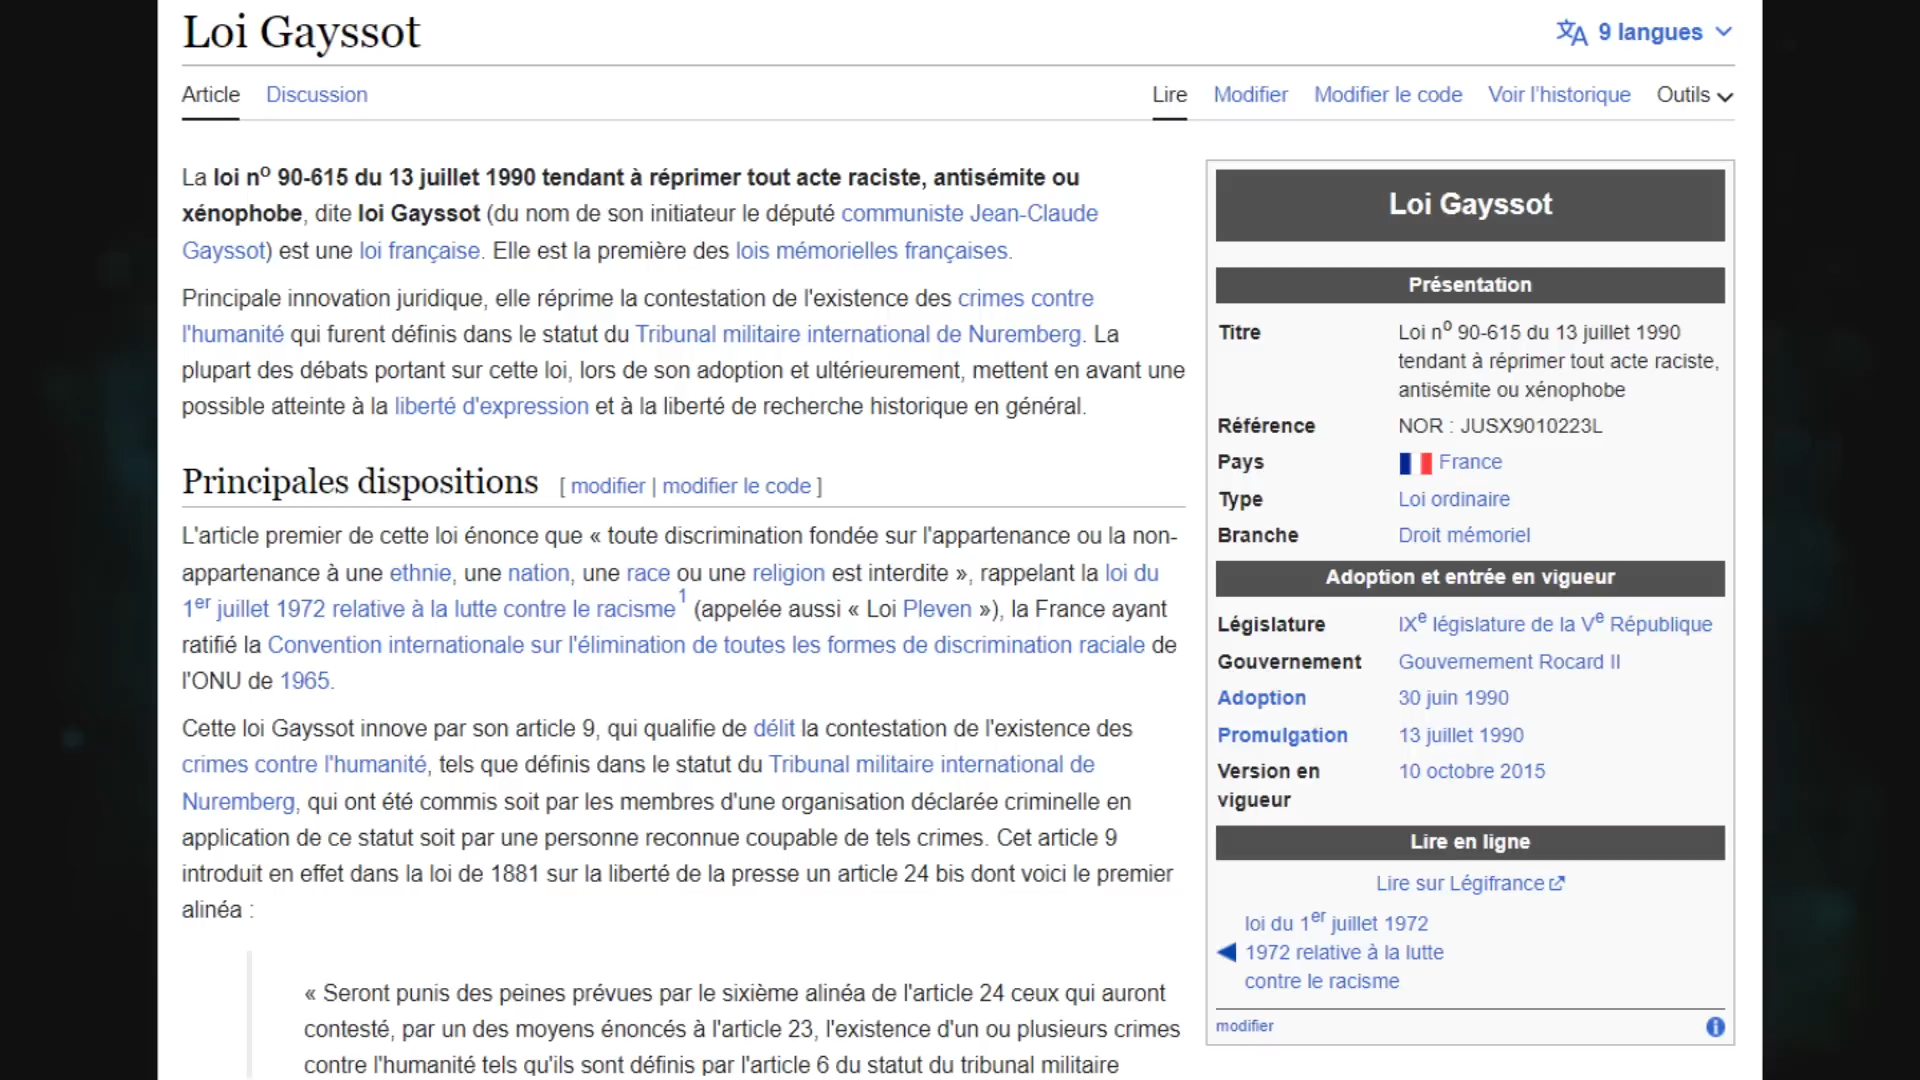 Loi Gayssot
9 langues
Article Discussion
Lire Modifier Modifier le code Voir l'historique Outils
La loi nº 90-615 du 13 juillet 1990 tendant à réprimer tout acte raciste, antisémite ou
xénophobe, dite loi Gayssot (du nom de son initiateur le député communiste Jean-Claude
Gayssot) est une loi française. Elle est la première des lois mémorielles françaises.
Principale innovation juridique, elle réprime la contestation de l'existence des crimes contre
l'humanité qui furent définis dans le statut du Tribunal militaire international de Nuremberg. La
plupart des débats portant sur cette loi, lors de son adoption et ultérieurement, mettent en avant une
possible atteinte à la liberté d'expression et à la liberté de recherche historique en général.
Principales dispositions [ modifier | modifier le code ]
L'article premier de cette loi énonce que « toute discrimination fondée sur l'appartenance ou la non-
appartenance à une ethnie, une nation, une race ou une religion est interdite », rappelant la loi du
1er juillet 1972 relative à la lutte contre le racisme1 (appelée aussi « Loi Pleven »), la France ayant
ratifié la Convention internationale sur l'élimination de toutes les formes de discrimination raciale de
l'ONU de 1965.
Cette loi Gayssot innove par son article 9, qui qualifie de délit la contestation de l'existence des
crimes contre l'humanité, tels que définis dans le statut du Tribunal militaire international de
Nuremberg, qui ont été commis soit par les membres d'une organisation déclarée criminelle en
application de ce statut soit par une personne reconnue coupable de tels crimes. Cet article 9
introduit en effet dans la loi de 1881 sur la liberté de la presse un article 24 bis dont voici le premier
alinéa :
« Seront punis des peines prévues par le sixième alinéa de l'article 24 ceux qui auront
contesté, par un des moyens énoncés à l'article 23, l'existence d'un ou plusieurs crimes
contre l'humanité tels qu'ils sont définis par l'article 6 du statut du tribunal militaire
Loi Gayssot
Présentation
Titre Loi nº 90-615 du 13 juillet 1990
tendant à réprimer tout acte raciste,
antisémite ou xénophobe
Référence NOR : JUSX9010223L
Pays France
Type Loi ordinaire
Branche Droit mémoriel
Adoption et entrée en vigueur
Législature IXe législature de la Ve République
Gouvernement Gouvernement Rocard II
Adoption 30 juin 1990
Promulgation 13 juillet 1990
Version en 10 octobre 2015
vigueur
Lire en ligne
Lire sur Légifrance
loi du 1er juillet 1972
1972 relative à la lutte
contre le racisme
modifier